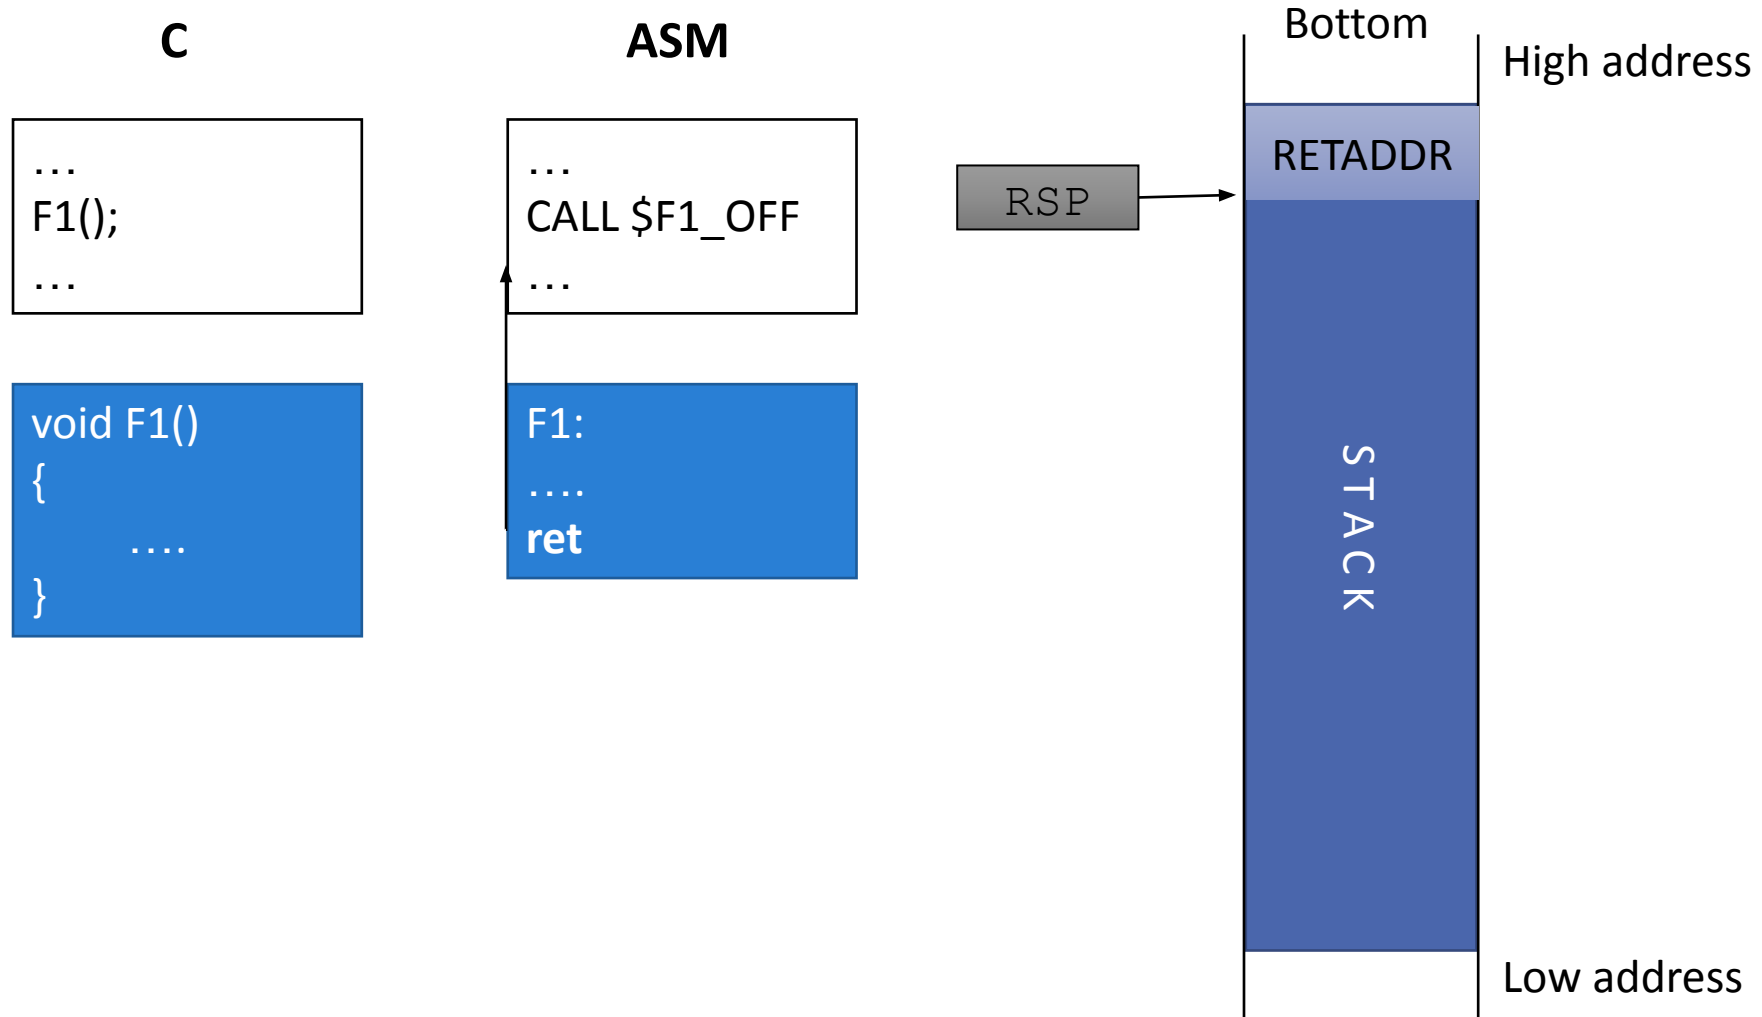 C
…
F1();
…
void F1()
{
….
}
ASM
…
CALL $F1_OFF
…
F1:
….
ret
RSP
Bottom
High address
RETADDR
STACK
Low address